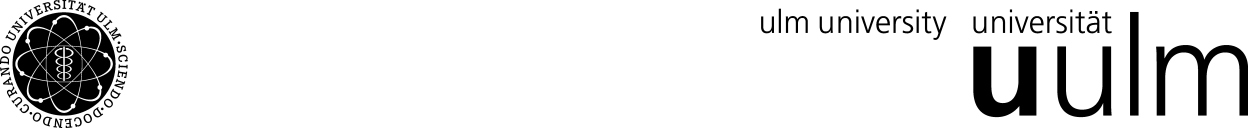 UNIVERSITÄT ULM · SCIENDO · DOCENDO · CURANDO ·
ulm university universität
uulm